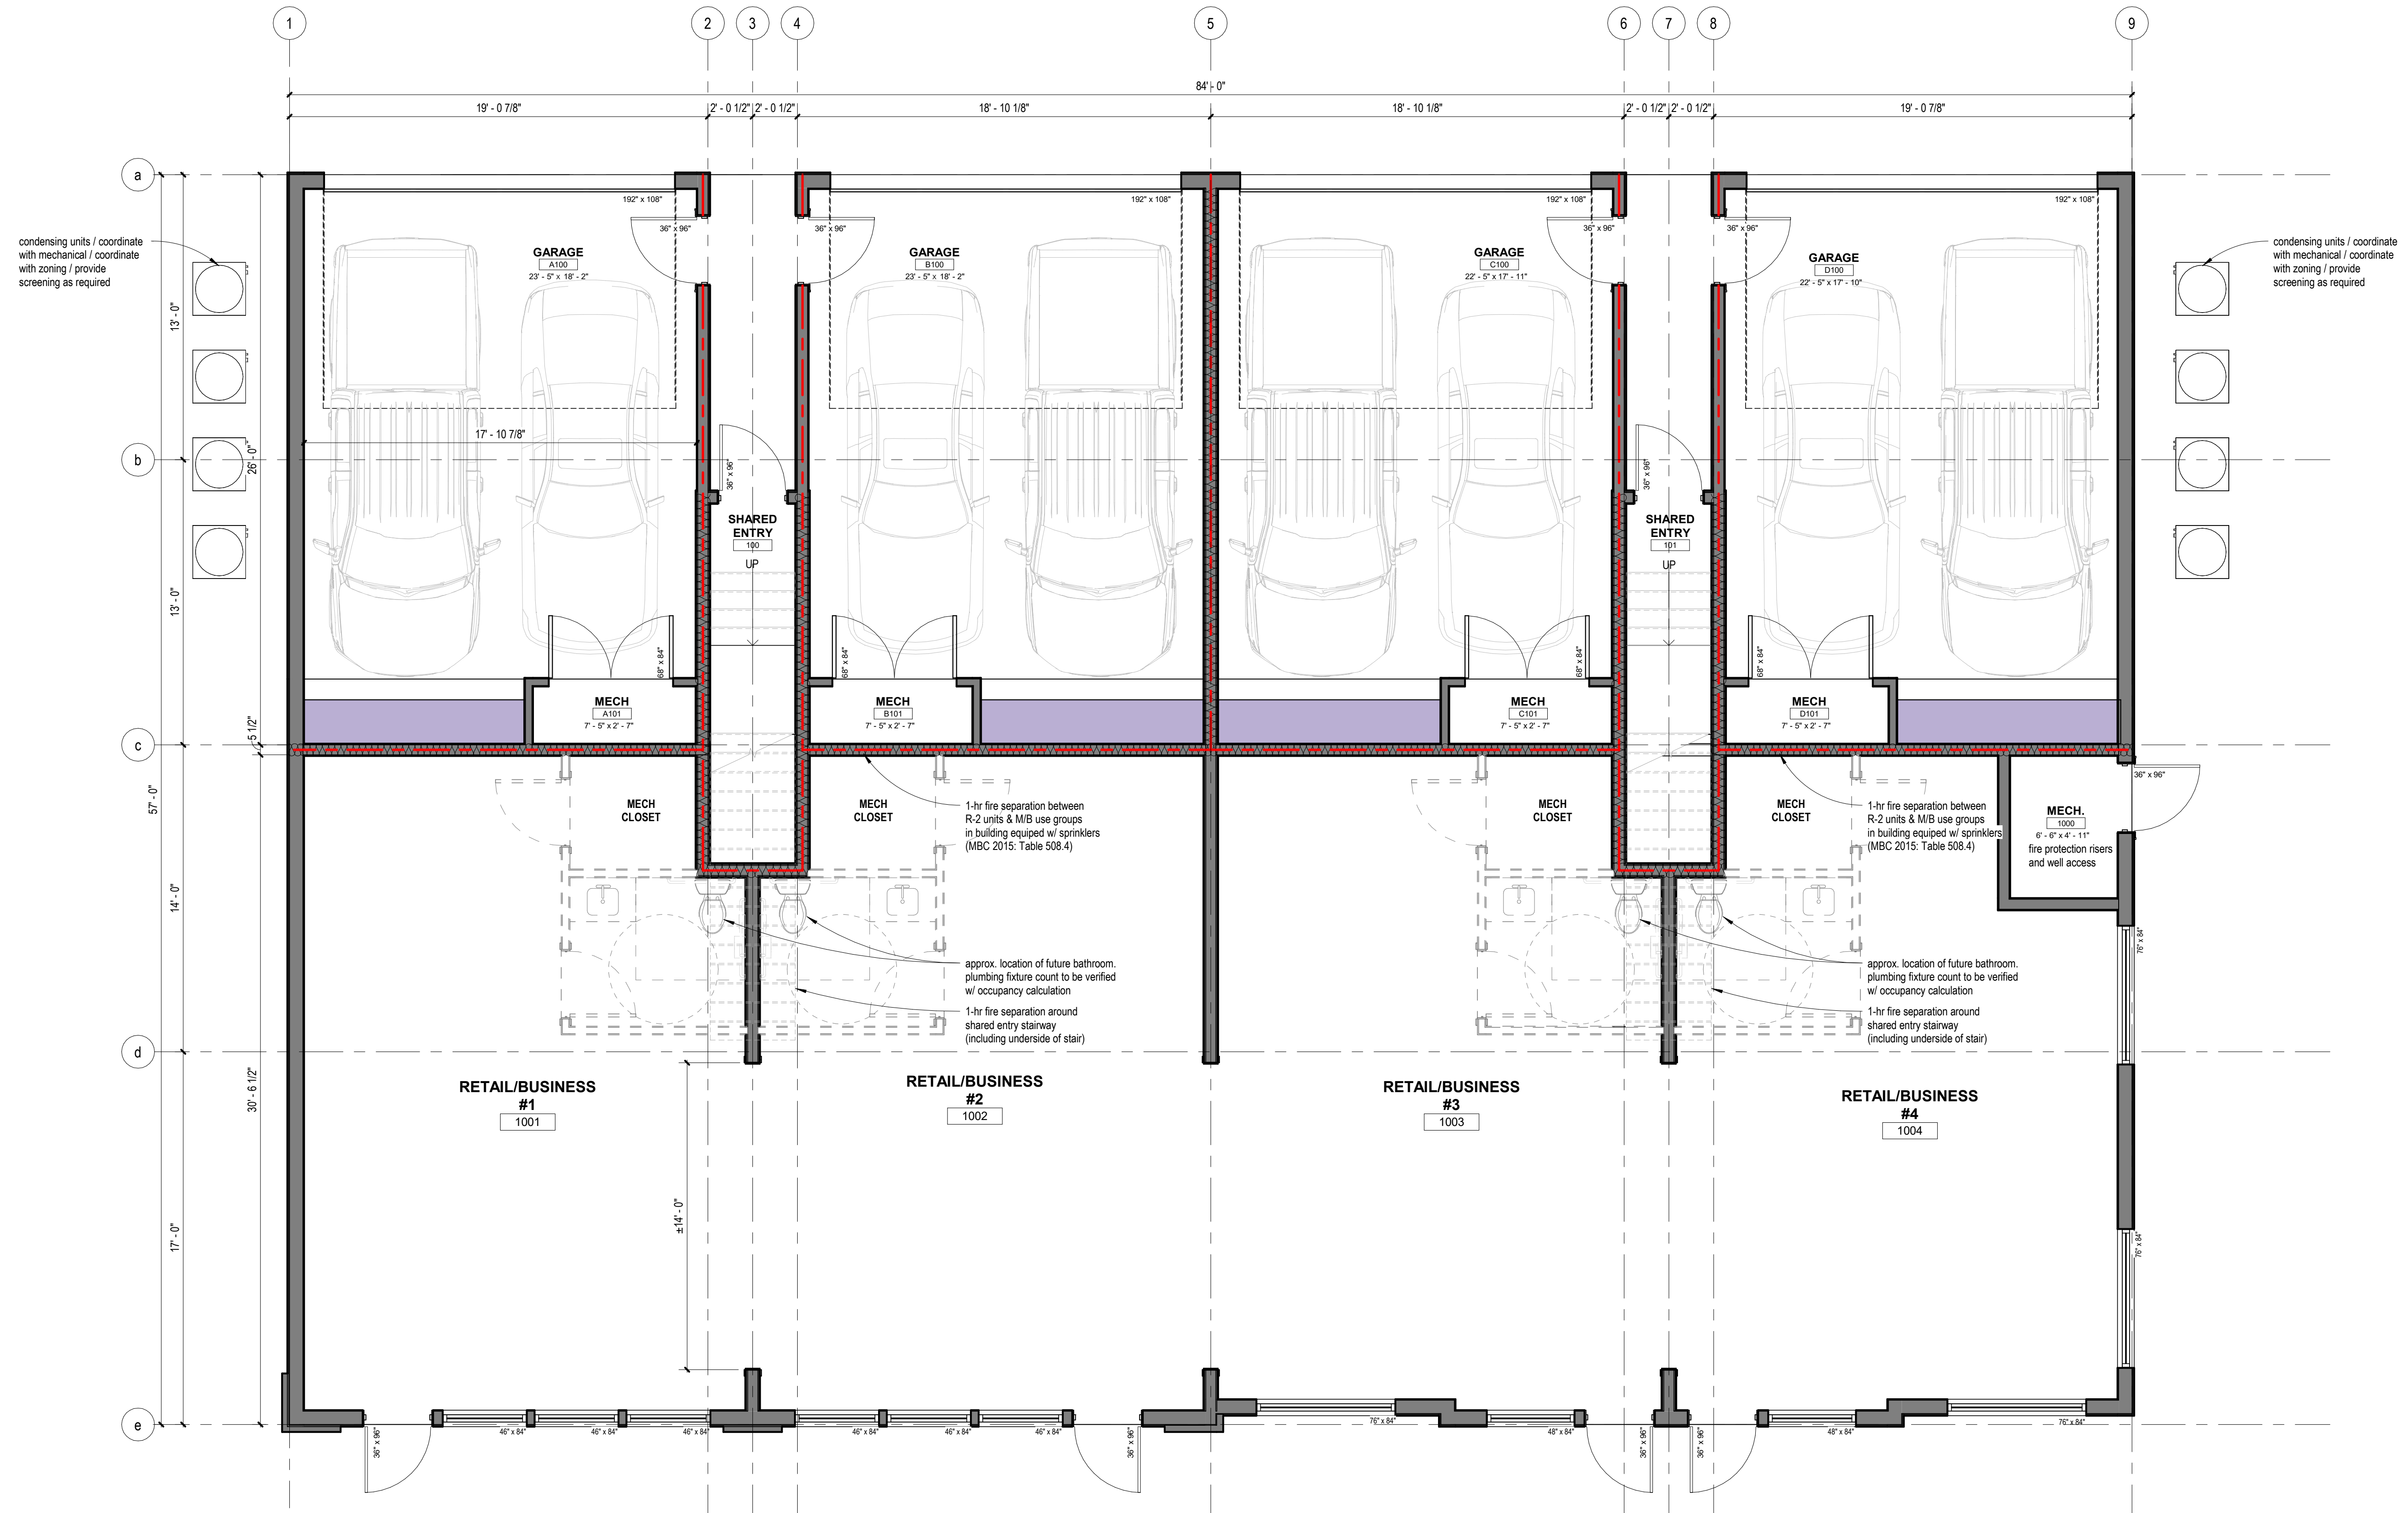 1 2 3 4 5 6 7 8 9
84' - 0"
19' - 0 7/8" 2' - 0 1/2" 2' - 0 1/2" 18' - 10 1/8" 18' - 10 1/8" 2' - 0 1/2" 2' - 0 1/2" 19' - 0 7/8"
a
b
c
d
e
13' - 0"
13' - 0"
14' - 0"
17' - 0"
57' - 0"
26' - 0"
5 1/2"
30' - 6 1/2"
condensing units / coordinate
with mechanical / coordinate
with zoning / provide
screening as required
192" x 108"
36" x 96"
GARAGE
A100
23' - 5" x 18' - 2"
17' - 10 7/8"
192" x 108"
36" x 96"
GARAGE
B100
23' - 5" x 18' - 2"
192" x 108"
36" x 96"
GARAGE
C100
22' - 5" x 17' - 11"
192" x 108"
36" x 96"
GARAGE
D100
22' - 5" x 17' - 10"
condensing units / coordinate
with mechanical / coordinate
with zoning / provide
screening as required
36" x 96"
SHARED
ENTRY
100
UP
36" x 96"
SHARED
ENTRY
101
UP
68" x 84"
MECH
A101
7' - 5" x 2' - 7"
68" x 84"
MECH
B101
7' - 5" x 2' - 7"
68" x 84"
MECH
C101
7' - 5" x 2' - 7"
68" x 84"
MECH
D101
7' - 5" x 2' - 7"
MECH
CLOSET
MECH
CLOSET
1-hr fire separation between
R-2 units & M/B use groups
in building equiped w/ sprinklers
(MBC 2015: Table 508.4)
MECH
CLOSET
MECH
CLOSET
1-hr fire separation between
R-2 units & M/B use groups
in building equiped w/ sprinklers
(MBC 2015: Table 508.4)
36" x 96"
MECH.
1000
6' - 6" x 4' - 11"
fire protection risers
and well access
approx. location of future bathroom.
plumbing fixture count to be verified
w/ occupancy calculation
1-hr fire separation around
shared entry stairway
(including underside of stair)
approx. location of future bathroom.
plumbing fixture count to be verified
w/ occupancy calculation
1-hr fire separation around
shared entry stairway
(including underside of stair)
76" x 84"
RETAIL/BUSINESS
#1
1001
RETAIL/BUSINESS
#2
1002
RETAIL/BUSINESS
#3
1003
RETAIL/BUSINESS
#4
1004
±14' - 0"
76" x 84"
36" x 96"
46" x 84"
46" x 84"
46" x 84"
46" x 84"
46" x 84"
46" x 84"
36" x 96"
76" x 84"
48" x 84"
36" x 96"
36" x 96"
48" x 84"
76" x 84"